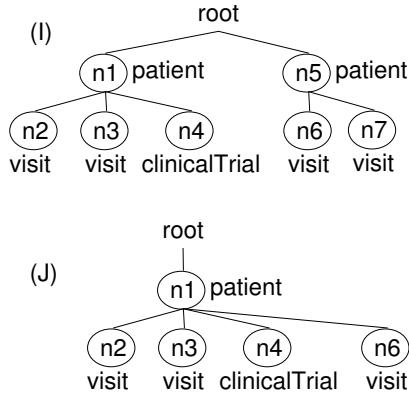 root
(I)
n1 patient n5 patient
n2 n3 n4 n6 n7
visit visit clinicalTrial visit visit
root
(J)
n1 patient
n2 n3 n4 n6
visit visit clinicalTrial visit